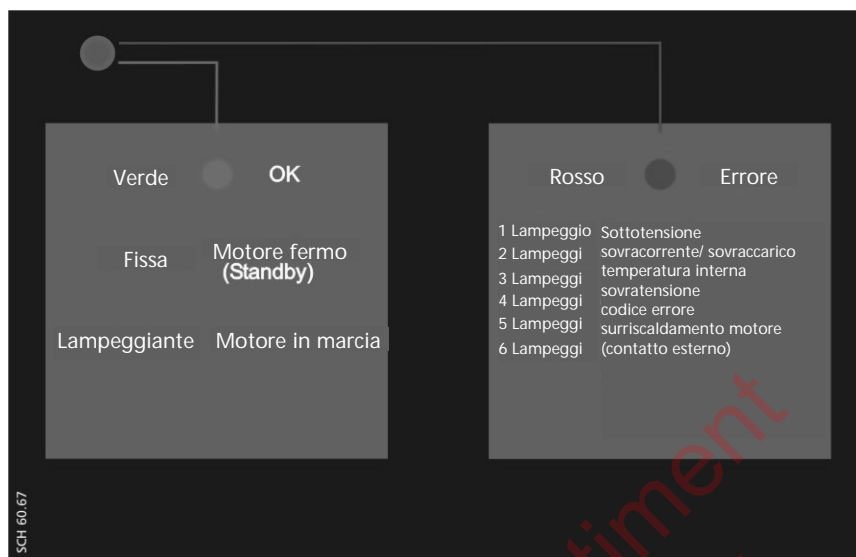 Verde OK
Fissa Motore fermo
(Standby)
Lampeggiante Motore in marcia
Rosso Errore
1 Lampeggio Sottotensione
2 Lampeggi sovracorrente/ sovraccarico
3 Lampeggi temperatura interna
4 Lampeggi sovratensione
5 Lampeggi codice errore
6 Lampeggi surriscaldamento motore
(contatto esterno)
SCH 60.67
timent